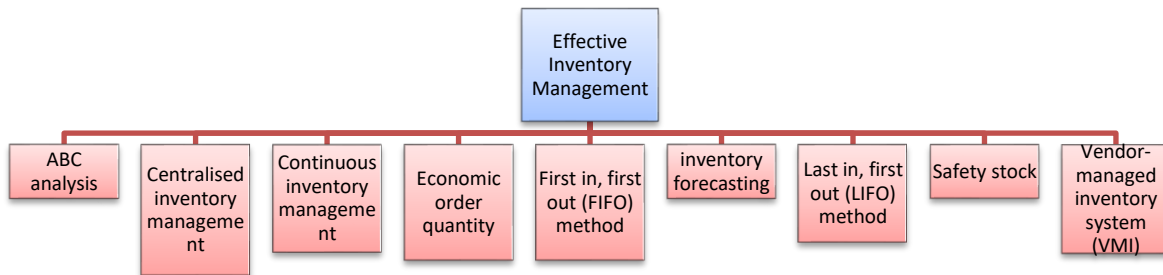 Effective
Inventory
Management
ABC
analysis
Centralised
inventory
manageme
nt
Continuous
inventory
manageme
nt
Economic
order
quantity
First in, first
out (FIFO)
method
inventory
forecasting
Last in, first
out (LIFO)
method
Safety stock
Vendor-
managed
inventory
system
(VMI)